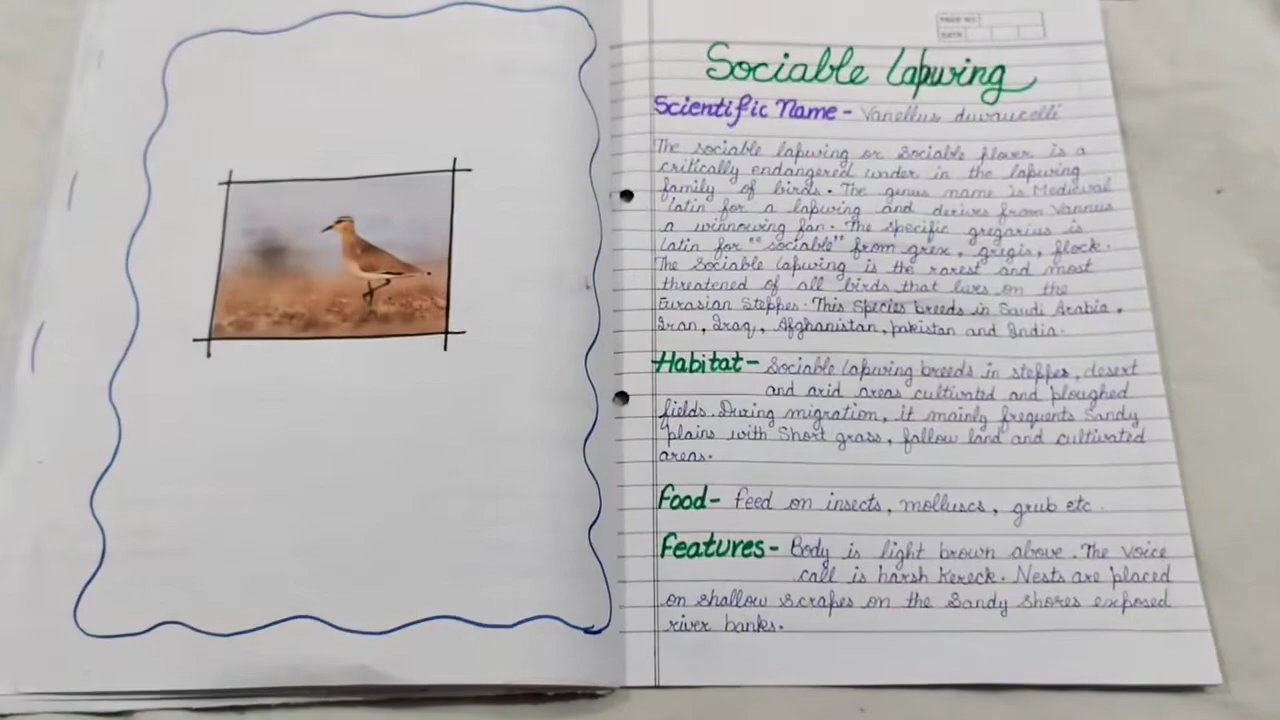 PAGE NO.
DATE
Sociable Lapwing
Scientific Name - Vanellus duvaucelli
The sociable lapwing or Sociable plover is a
critically endangered wader in the lapwing
family of birds. The genus name is Medieval
latin for a lapwing and derives from Vannus
a winnowing fan. The specific gregarius is
latin for "sociable" from grex, gregis, flock.
The Sociable lapwing is the rarest and most
threatened of all birds that lives on the
Eurasian Steppes. This Species breeds in Saudi Arabia,
Iran, Iraq, Afghanistan, pakistan and India.
Habitat - Sociable lapwing breeds in steppes, desert
and arid areas cultivated and ploughed
fields. During migration, it mainly frequents Sandy
plains with Short grass, fallow land and cultivated
areas.
Food - feed on insects, molluscs, grub etc.
Features - Body is light brown above. The voice
call is harsh Kereck. Nests are placed
on shallow scrapes on the Sandy shores exposed
river banks.